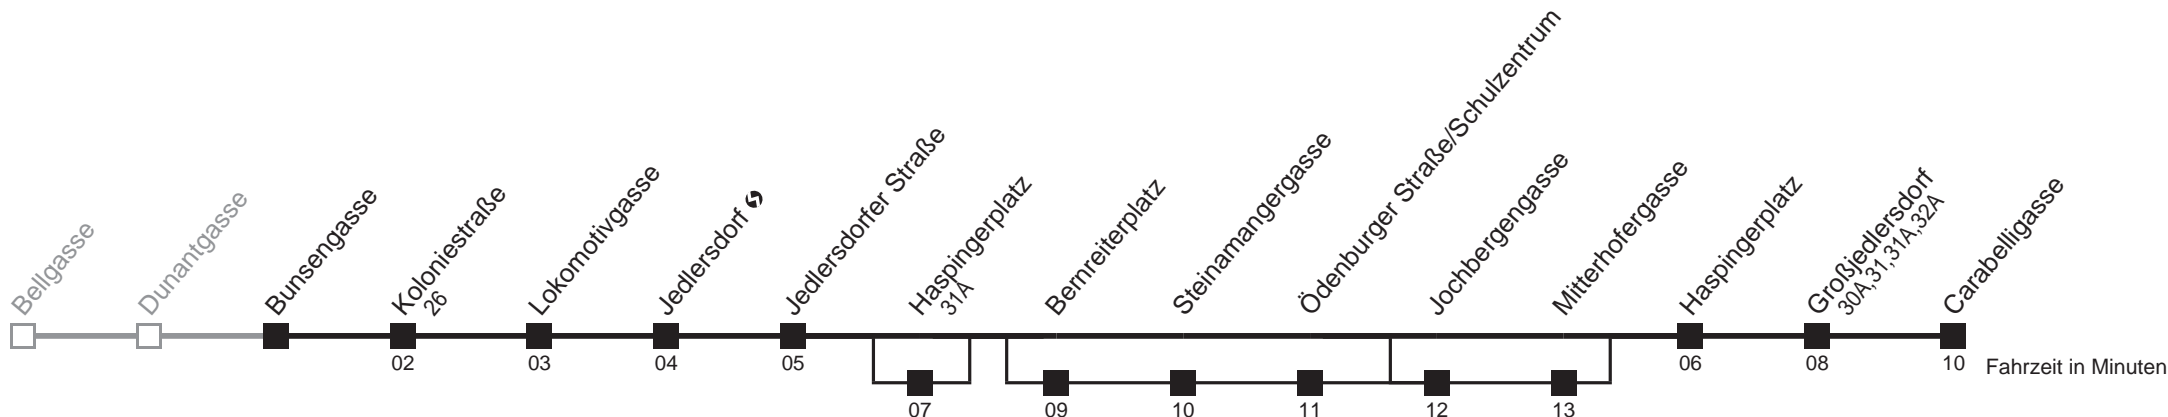 Bellgasse
Dunantgasse
Bunsengasse
Koloniestraße
26
Lokomotivgasse
Jedlersdorf
Jedlersdorfer Straße
Haspingerplatz
31A
Bernreiterplatz
Steinamangergasse
Ödenburger Straße/Schulzentrum
Jochbergengasse
Mitterhofergasse
Haspingerplatz
Großjedlersdorf
30A,31,31A,32A
Carabelligasse
02
03
04
05
06
08
10
Fahrzeit in Minuten
07
09
10
11
12
13